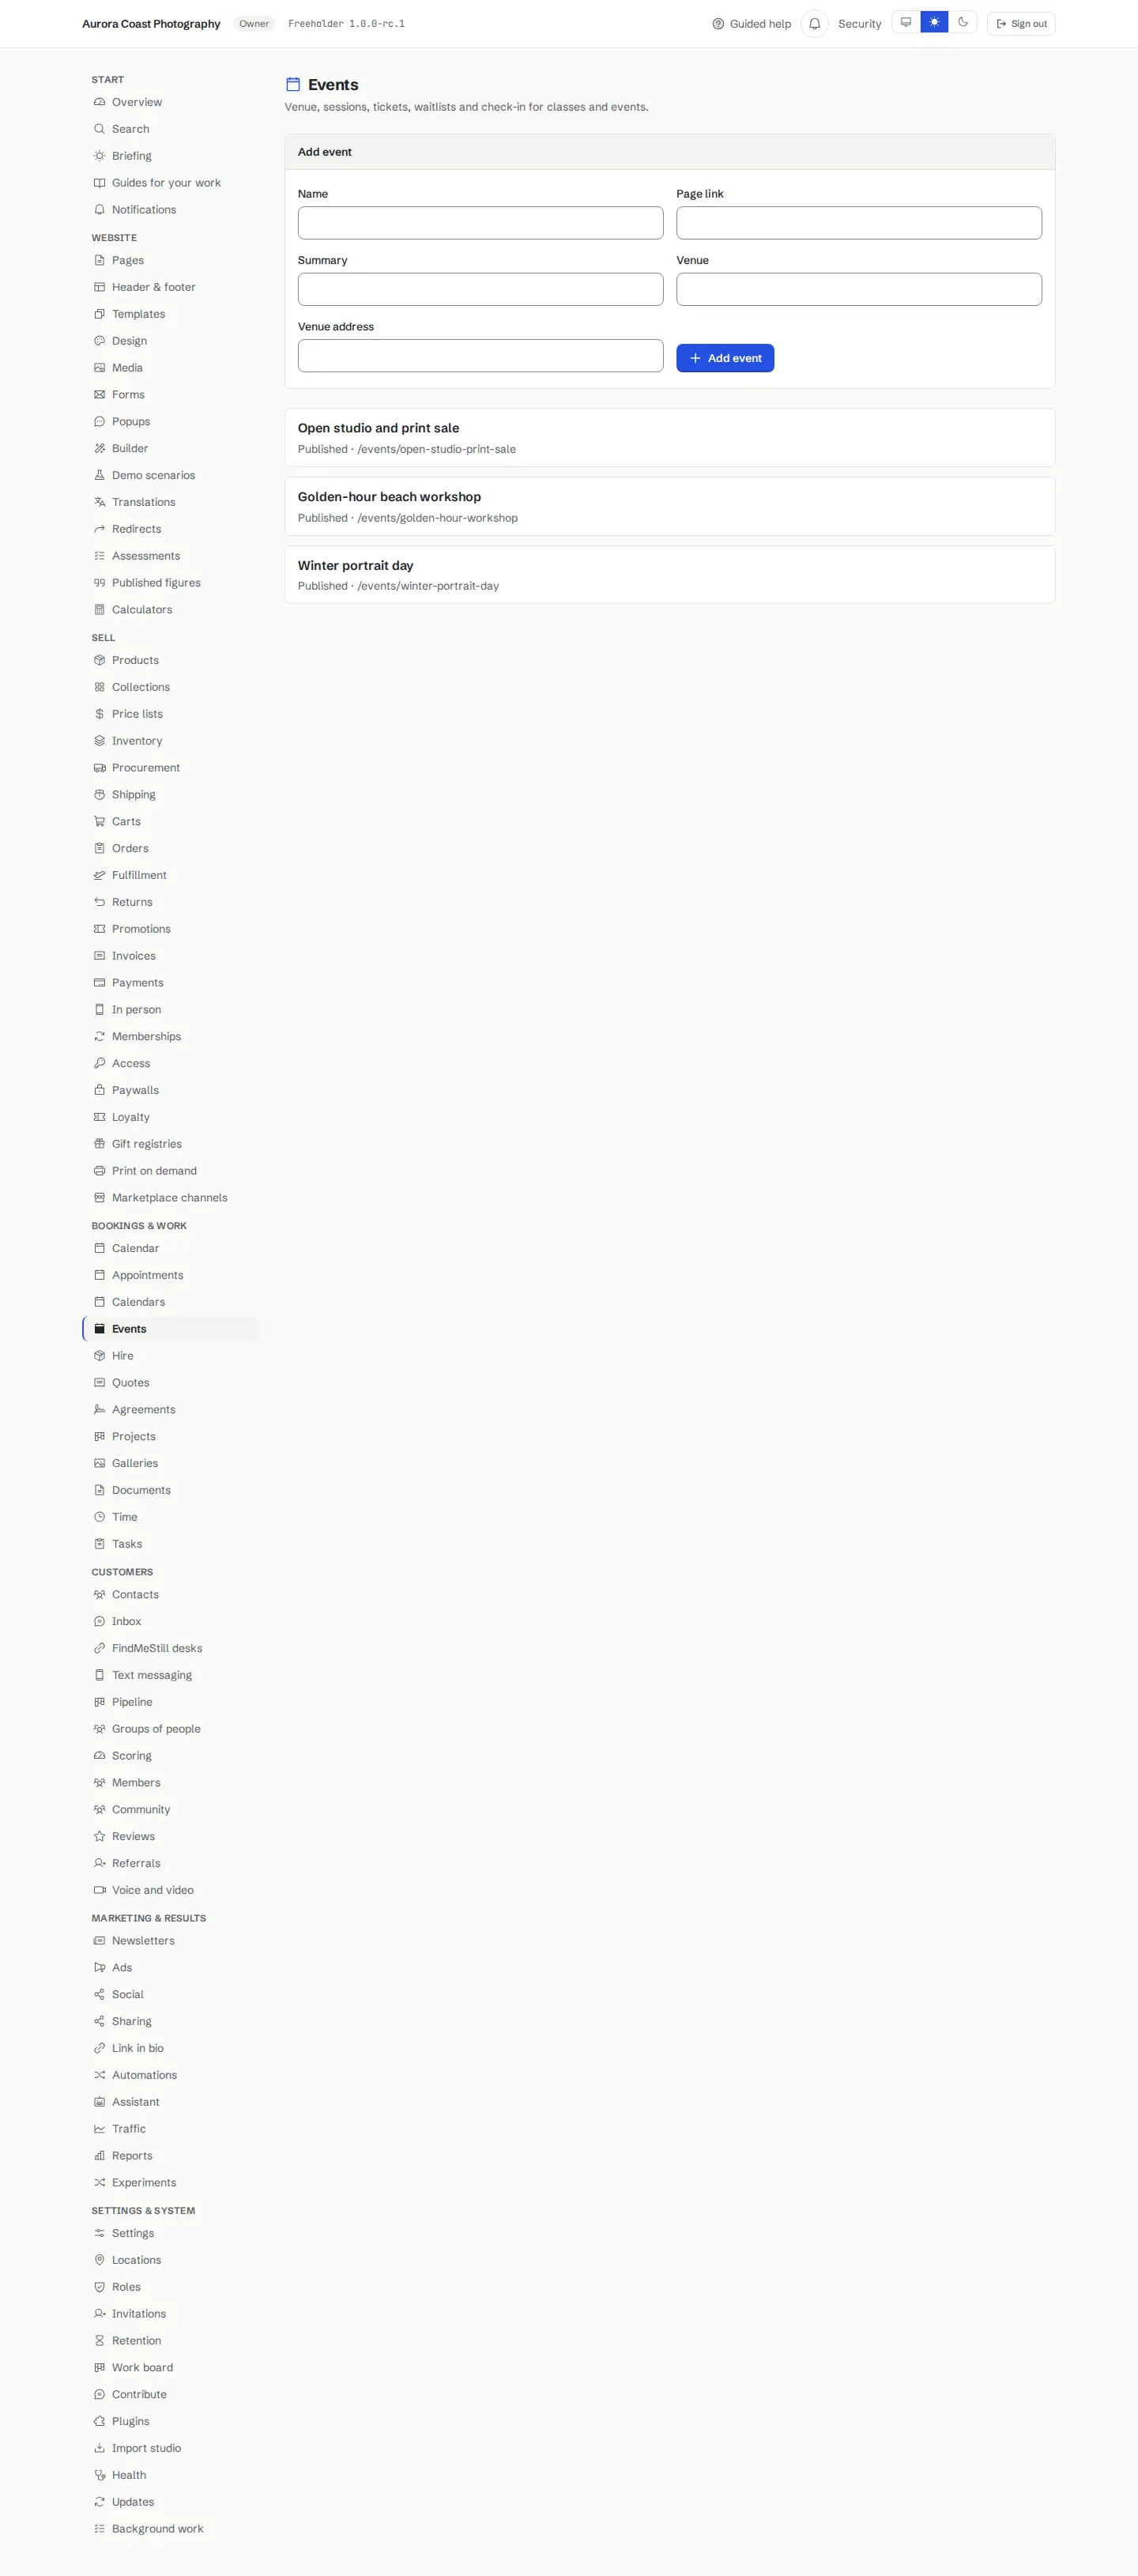 Aurora Coast Photography Owner Freeholder 1.0.0-rc.1 Guided help Security Sign out
START
Overview
Search
Briefing
Guides for your work
Notifications
WEBSITE
Pages
Header & footer
Templates
Design
Media
Forms
Popups
Builder
Demo scenarios
Translations
Redirects
Assessments
Published figures
Calculators
SELL
Products
Collections
Price lists
Inventory
Procurement
Shipping
Carts
Orders
Fulfillment
Returns
Promotions
Invoices
Payments
In person
Memberships
Access
Paywalls
Loyalty
Gift registries
Print on demand
Marketplace channels
BOOKINGS & WORK
Calendar
Appointments
Calendars
Events
Hire
Quotes
Agreements
Projects
Galleries
Documents
Time
Tasks
CUSTOMERS
Contacts
Inbox
FindMeStill desks
Text messaging
Pipeline
Groups of people
Scoring
Members
Community
Reviews
Referrals
Voice and video
MARKETING & RESULTS
Newsletters
Ads
Social
Sharing
Link in bio
Automations
Assistant
Traffic
Reports
Experiments
SETTINGS & SYSTEM
Settings
Locations
Roles
Invitations
Retention
Work board
Contribute
Plugins
Import studio
Health
Updates
Background work
Events
Venue, sessions, tickets, waitlists and check-in for classes and events.
Add event
Name Page link
Summary Venue
Venue address
Add event
Open studio and print sale
Published · /events/open-studio-print-sale
Golden-hour beach workshop
Published · /events/golden-hour-workshop
Winter portrait day
Published · /events/winter-portrait-day